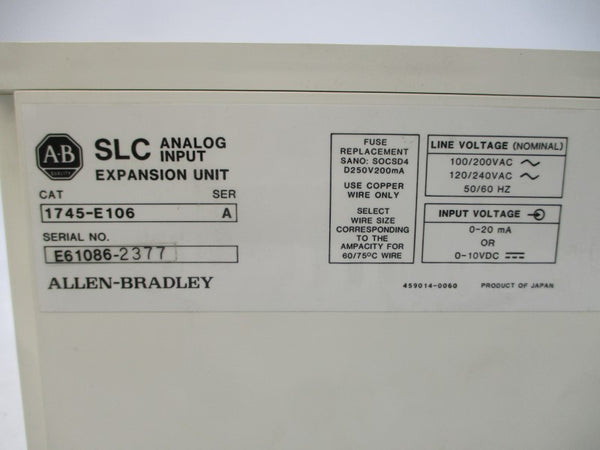 A-B
QUALITY
SLC ANALOG INPUT
EXPANSION UNIT
CAT SER
1745-E106 A
SERIAL NO.
E61086-2377
ALLEN-BRADLEY
FUSE
REPLACEMENT
SANO: SOCSD4
D250V200mA
USE COPPER
WIRE ONLY
SELECT
WIRE SIZE
CORRESPONDING
TO THE
AMPACITY FOR
60/75°C WIRE
LINE VOLTAGE (NOMINAL)
100/200VAC
120/240VAC
50/60 HZ
INPUT VOLTAGE
0-20 mA
OR
0-10VDC
459014-0060 PRODUCT OF JAPAN